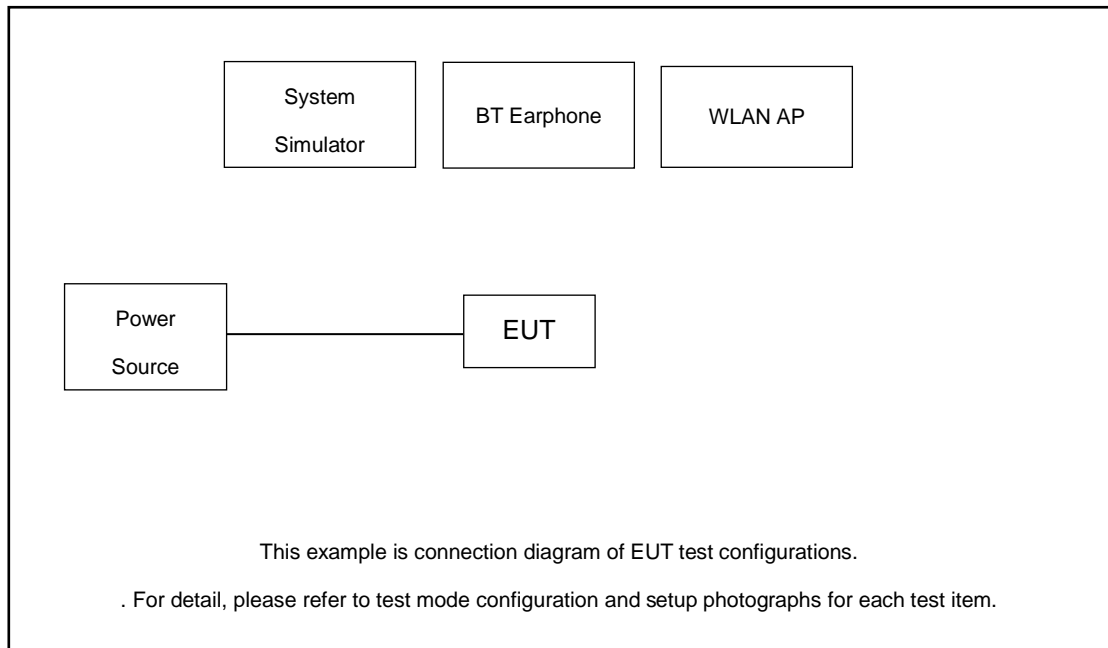 System
Simulator
BT Earphone
WLAN AP
Power
Source
EUT
This example is connection diagram of EUT test configurations.
. For detail, please refer to test mode configuration and setup photographs for each test item.